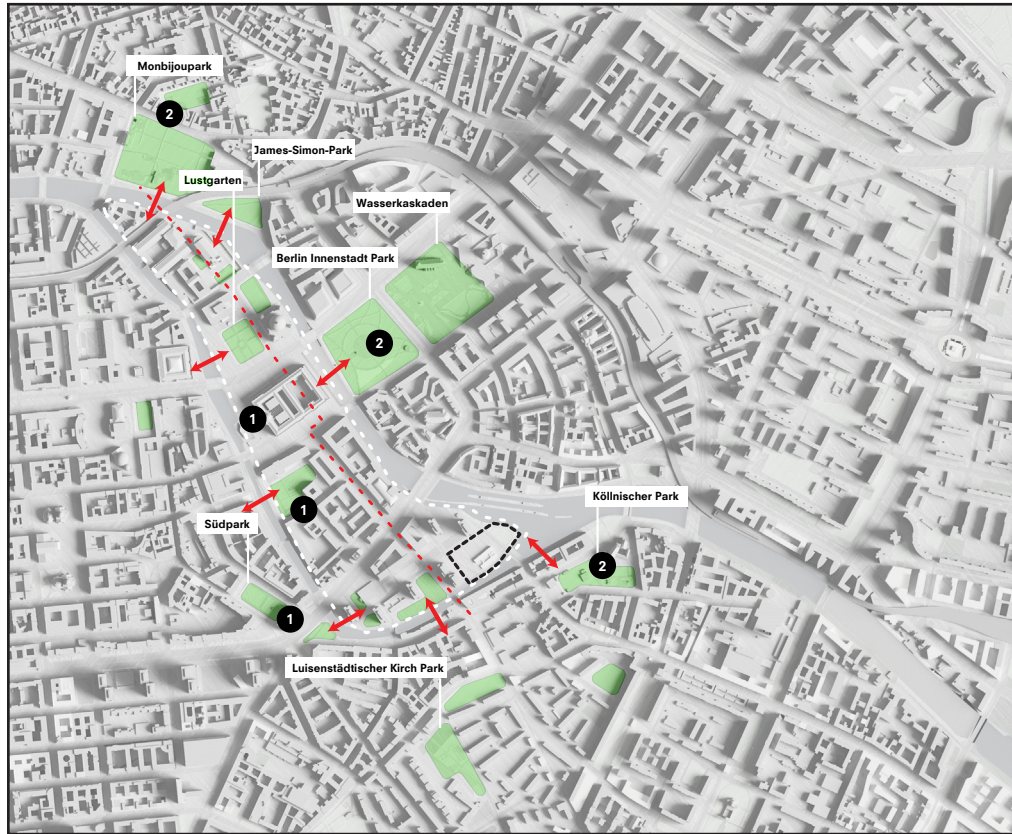 Monbijoupark
2
James-Simon-Park
Lustgarten
Wasserkaskaden
Berlin Innenstadt Park
2
1
1
Köllnischer Park
Südpark
2
1
Luisenstädtischer Kirch Park